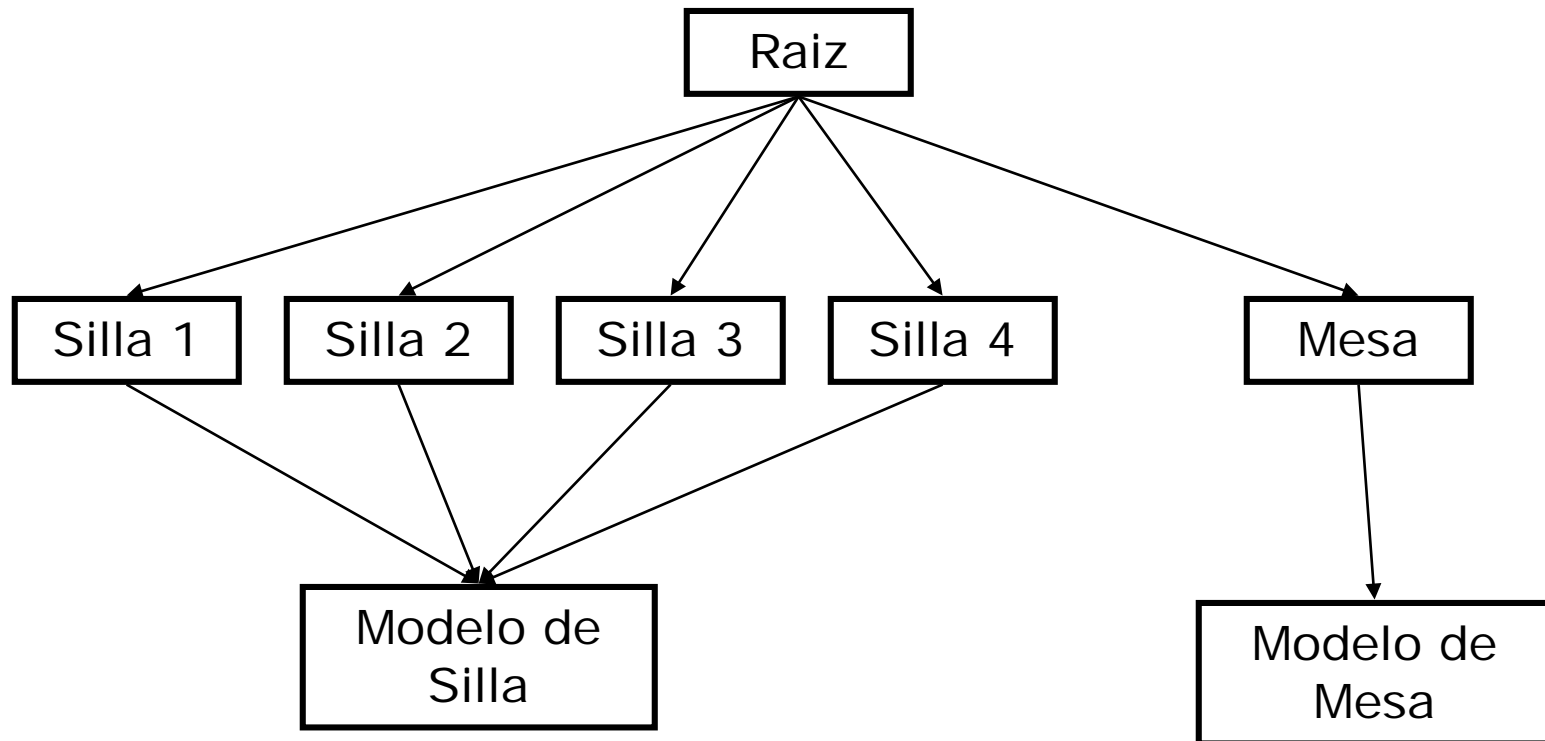 Raiz
Silla 1
Silla 2
Silla 3
Silla 4
Mesa
Modelo de
Silla
Modelo de
Mesa